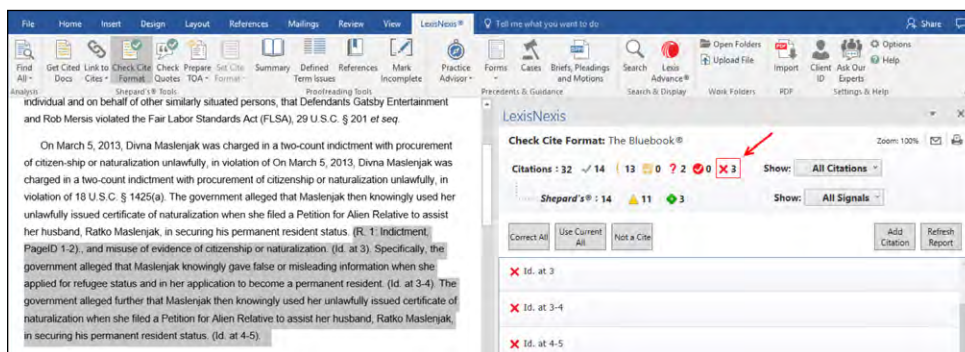 File Home Insert Design Layout References Mailings Review View LexisNexis® Tell me what you want to do Share
Find All Get Cited Docs Link to Cites Check Cite Format Check Quotes Prepare TOA Set Cite Format Summary Defined Term Issues References Mark Incomplete Practice Advisor Forms Cases Briefs, Pleadings and Motions Search Lexis Advance® Open Folders Upload File Import Client ID Ask Our Experts Options Help
Analysis Shepard's® Tools Proofreading Tools Precedents & Guidance Search & Display Work Folders PDF Settings & Help
individual and on behalf of other similarly situated persons, that Defendants Gatsby Entertainment
and Rob Mersis violated the Fair Labor Standards Act (FLSA), 29 U.S.C. § 201 et seq.
On March 5, 2013, Divna Maslenjak was charged in a two-count indictment with procurement
of citizen-ship or naturalization unlawfully, in violation of On March 5, 2013, Divna Maslenjak was
charged in a two-count indictment with procurement of citizenship or naturalization unlawfully, in
violation of 18 U.S.C. § 1425(a). The government alleged that Maslenjak then knowingly used her
unlawfully issued certificate of naturalization when she filed a Petition for Alien Relative to assist
her husband, Ratko Maslenjak, in securing his permanent resident status. (R. 1: Indictment,
PageID 1-2)., and misuse of evidence of citizenship or naturalization. (Id. at 3). Specifically, the
government alleged that Maslenjak knowingly gave false or misleading information when she
applied for refugee status and in her application to become a permanent resident. (Id. at 3-4). The
government alleged further that Maslenjak then knowingly used her unlawfully issued certificate of
naturalization when she filed a Petition for Alien Relative to assist her husband, Ratko Maslenjak,
in securing his permanent resident status. (Id. at 4-5).
LexisNexis
Check Cite Format: The Bluebook® Zoom: 100%
Citations : 32 14 13 0 2 0 3 Show: All Citations
Shepard's® : 14 11 3 Show: All Signals
Correct All Use Current All Not a Cite Add Citation Refresh Report
Id. at 3
Id. at 3-4
Id. at 4-5